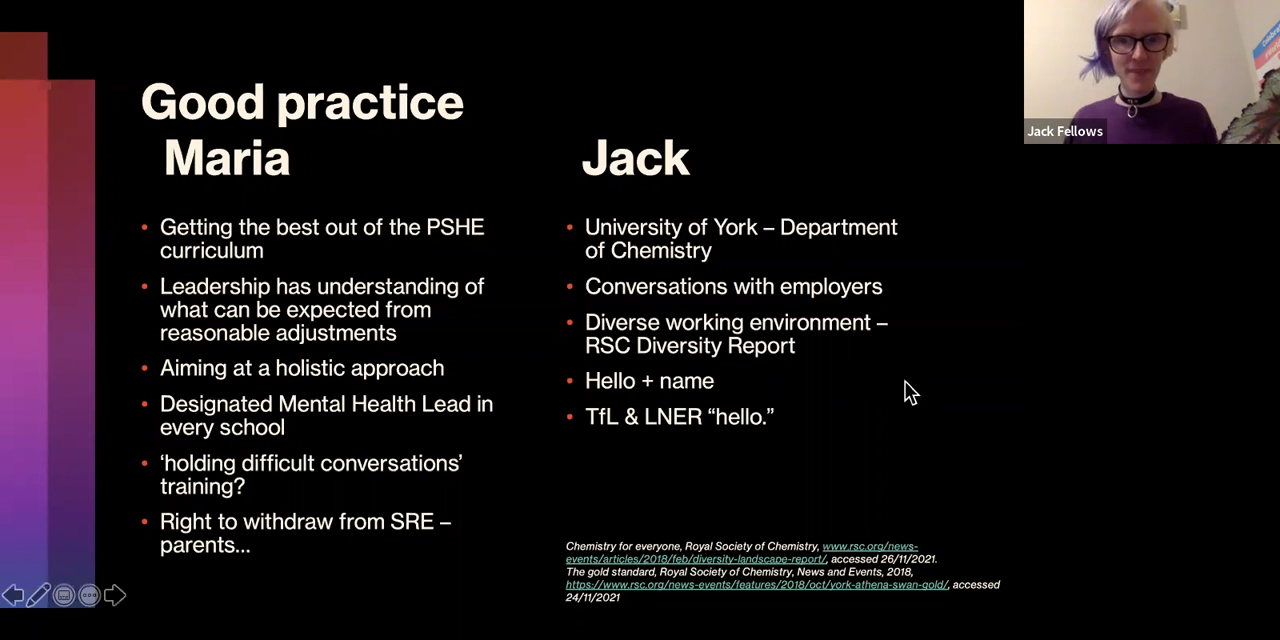 Good practice
Maria
Getting the best out of the PSHE
curriculum
Leadership has understanding of
what can be expected from
reasonable adjustments
Aiming at a holistic approach
Designated Mental Health Lead in
every school
‘holding difficult conversations’
training?
Right to withdraw from SRE –
parents...
Jack
University of York – Department
of Chemistry
Conversations with employers
Diverse working environment –
RSC Diversity Report
Hello + name
TfL & LNER “hello.”
Chemistry for everyone, Royal Society of Chemistry, www.rsc.org/news-
events/articles/2018/feb/diversity-landscape-report/, accessed 26/11/2021.
The gold standard, Royal Society of Chemistry, News and Events, 2018,
https://www.rsc.org/news-events/features/2018/oct/york-athena-swan-gold/, accessed
24/11/2021
Jack Fellows